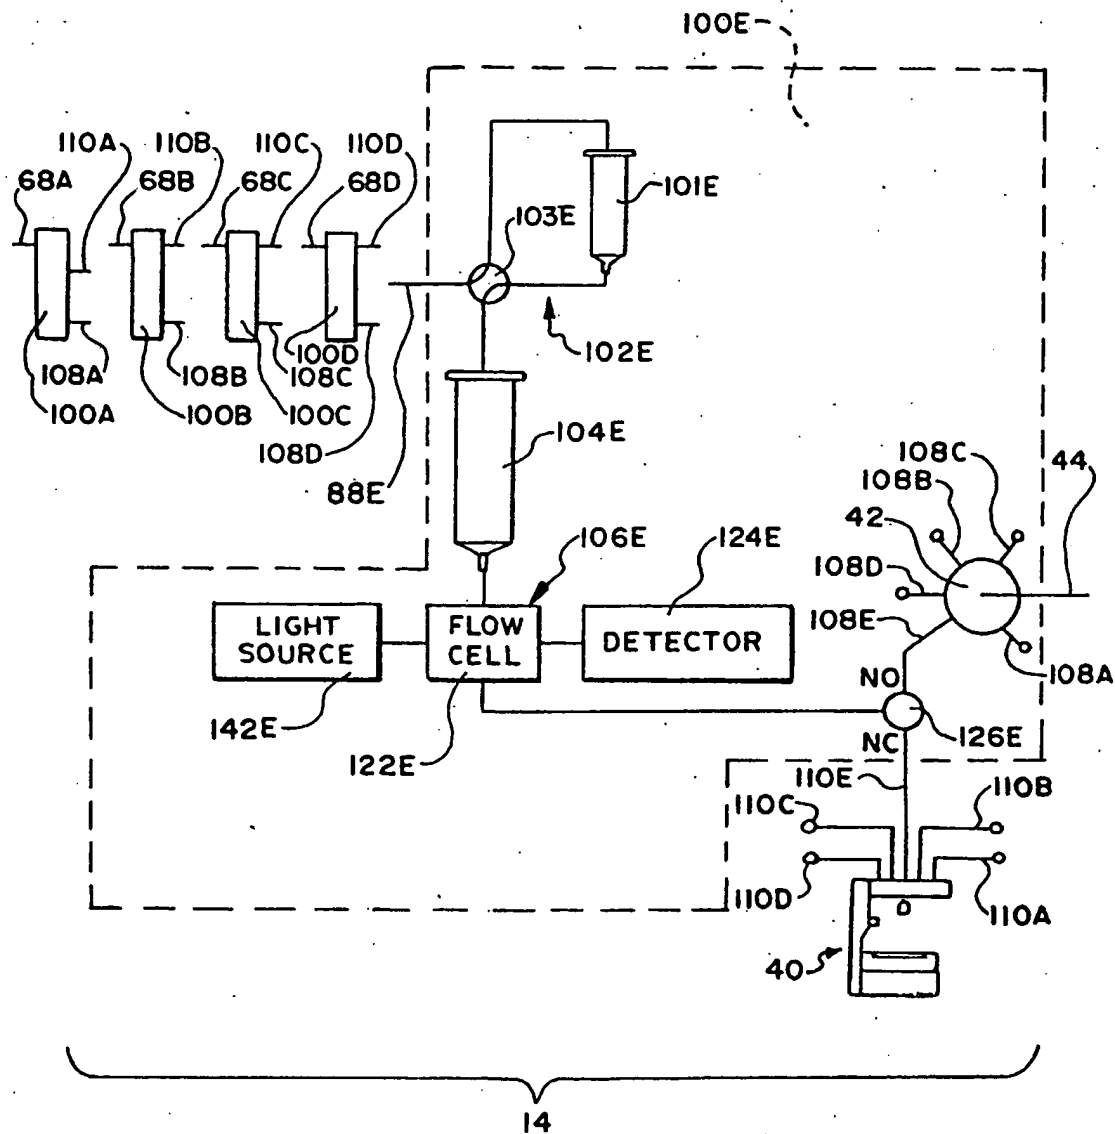 100E
110A
110B
110C
110D
68A
68B
68C
68D
101E
103E
102E
100D
108A
108B
108C
100A
100B
100C
108D
88E
104E
108C
44
108B
42
106E
124E
108D
LIGHT
SOURCE
FLOW
CELL
DETECTOR
108E
108A
NO
142E
126E
122E
NC
110E
110B
110C
110D
110A
40
14